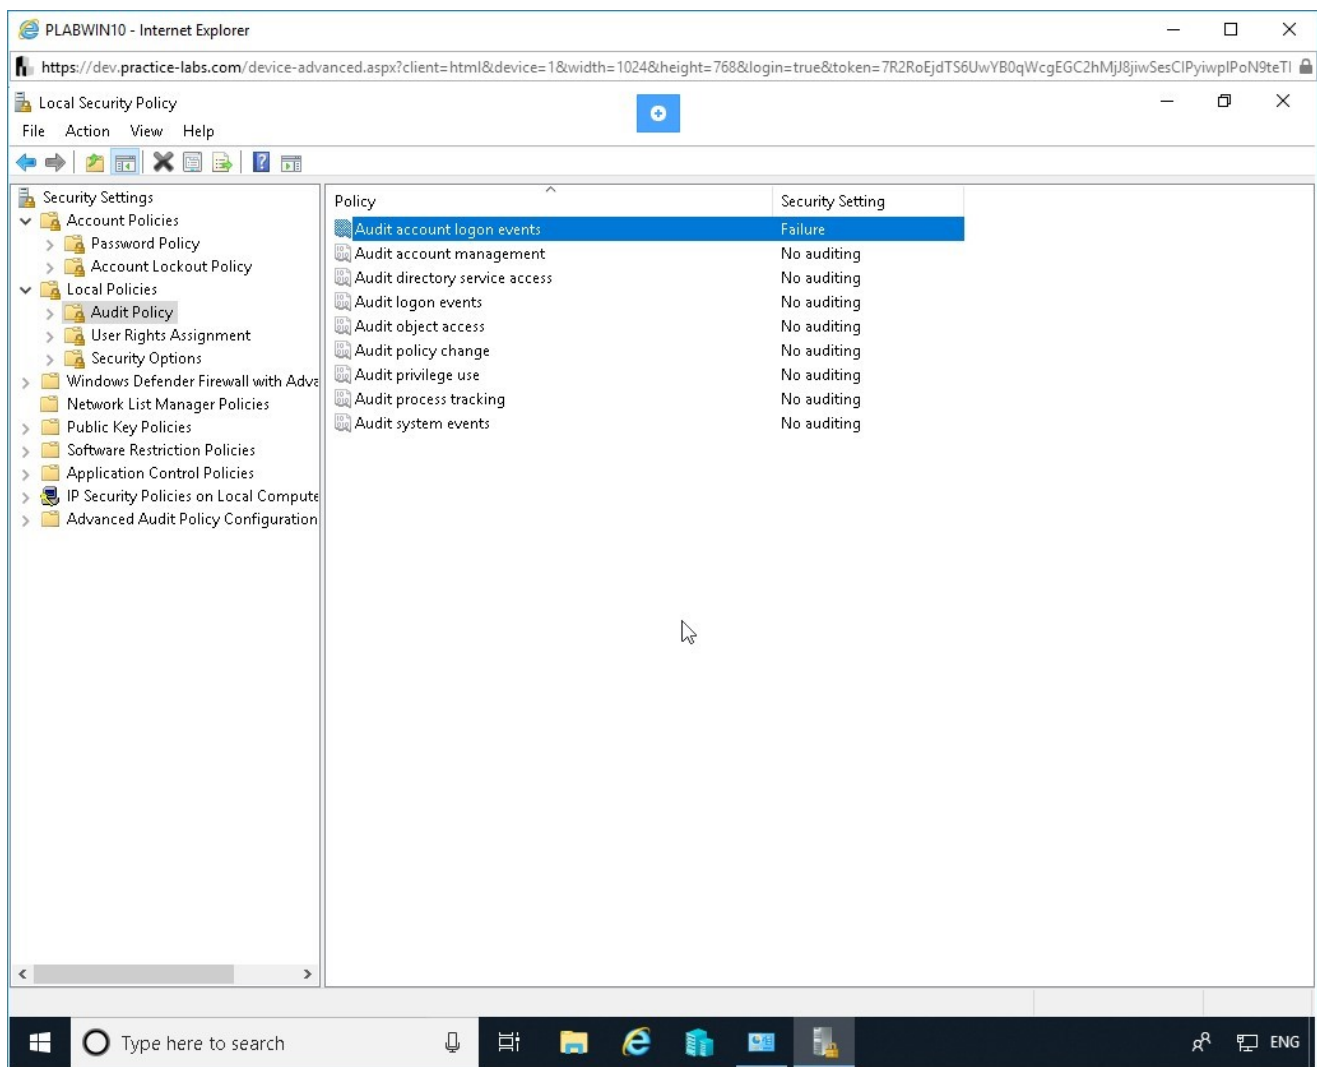 PLABWIN10 - Internet Explorer
https://dev.practice-labs.com/device-advanced.aspx?client=html&device=1&width=1024&height=768&login=true&token=
Local Security Policy
File Action View Help
Security Settings
Account Policies
Password Policy
Account Lockout Policy
Local Policies
Audit Policy
User Rights Assignment
Security Options
Windows Defender Firewall with Adva
Network List Manager Policies
Public Key Policies
Software Restriction Policies
Application Control Policies
IP Security Policies on Local Compute
Advanced Audit Policy Configuration
Policy Security Setting
Audit account logon events Failure
Audit account management No auditing
Audit directory service access No auditing
Audit logon events No auditing
Audit object access No auditing
Audit policy change No auditing
Audit privilege use No auditing
Audit process tracking No auditing
Audit system events No auditing
Type here to search
ENG